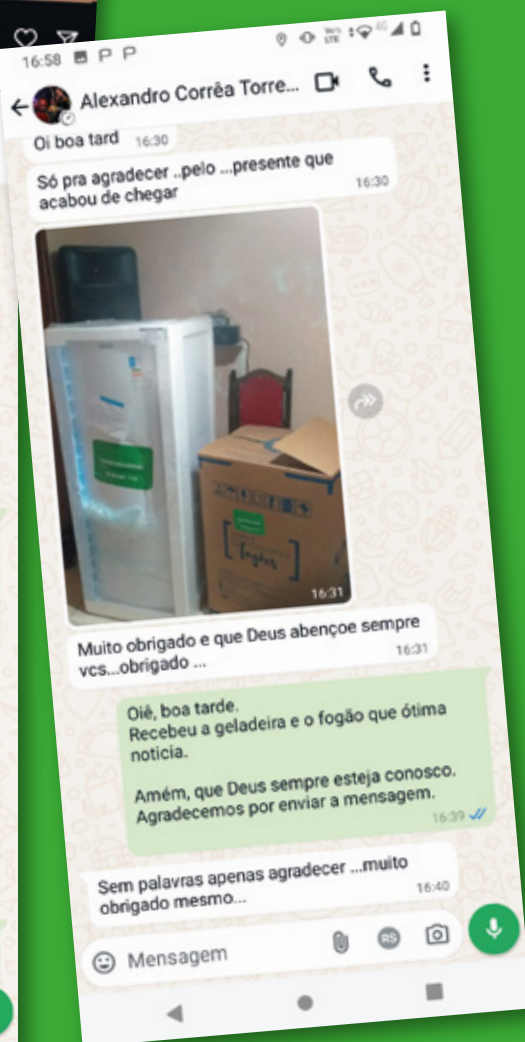 16:58
4G
Alexandro Corrêa Torre...
Oi boa tard 16:30
Só pra agradecer ..pelo ...presente que
acabou de chegar 16:30
fogões
16:31
Muito obrigado e que Deus abençoe sempre
vcs...obrigado ... 16:31
Oiê, boa tarde.
Recebeu a geladeira e o fogão que ótima
noticia.
Amém, que Deus sempre esteja conosco.
Agradecemos por enviar a mensagem.
16:39
Sem palavras apenas agradecer ...muito
obrigado mesmo... 16:40
Mensagem
R$